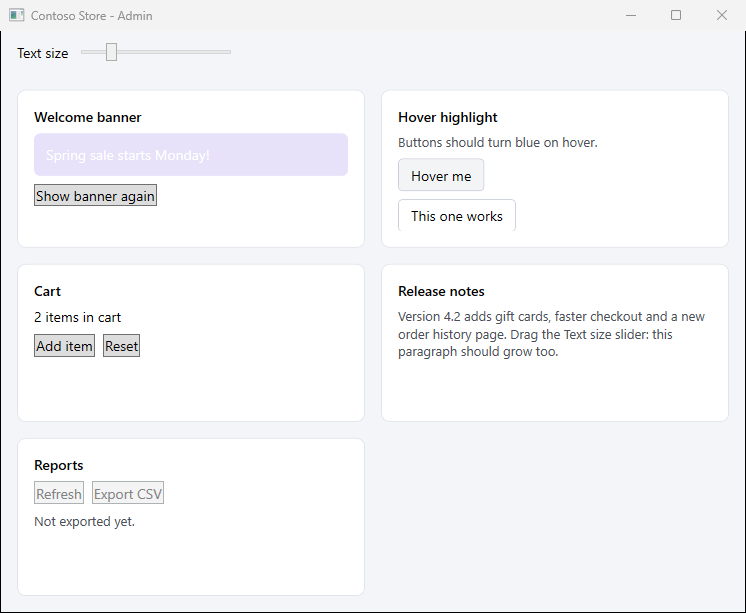 Contoso Store - Admin
Text size
Welcome banner
Spring sale starts Monday!
Show banner again
Hover highlight
Buttons should turn blue on hover.
Hover me
This one works
Cart
2 items in cart
Add item Reset
Release notes
Version 4.2 adds gift cards, faster checkout and a new
order history page. Drag the Text size slider: this
paragraph should grow too.
Reports
Refresh Export CSV
Not exported yet.